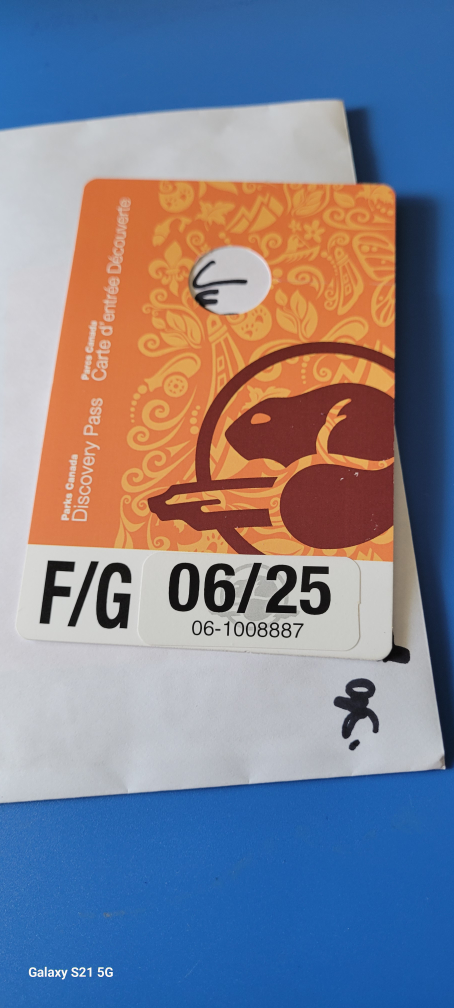 Parks Canada
Discovery Pass
Parcs Canada
Carte d'entrée Découverte
F/G
06/25
06-1008887
Galaxy S21 5G